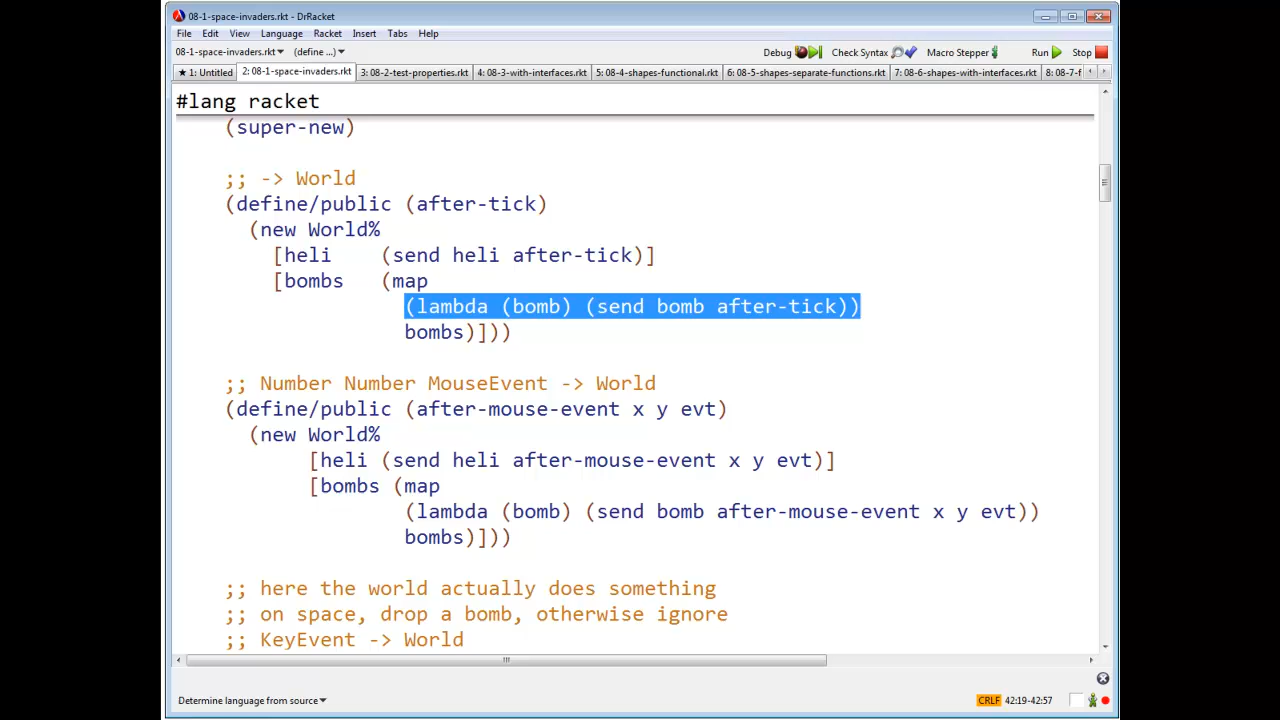 08-1-space-invaders.rkt - DrRacket
File Edit View Language Racket Insert Tabs Help
08-1-space-invaders.rkt▾ (define ...)▾ Debug Check Syntax Macro Stepper Run Stop
★ 1: Untitled 2: 08-1-space-invaders.rkt 3: 08-2-test-properties.rkt 4: 08-3-with-interfaces.rkt 5: 08-4-shapes-functional.rkt 6: 08-5-shapes-separate-functions.rkt 7: 08-6-shapes-with-interfaces.rkt 8: 08-7-f
#lang racket
(super-new)
;; -> World
(define/public (after-tick)
(new World%
[heli (send heli after-tick)]
[bombs (map
(lambda (bomb) (send bomb after-tick))
bombs)]))
;; Number Number MouseEvent -> World
(define/public (after-mouse-event x y evt)
(new World%
[heli (send heli after-mouse-event x y evt)]
[bombs (map
(lambda (bomb) (send bomb after-mouse-event x y evt))
bombs)]))
;; here the world actually does something
;; on space, drop a bomb, otherwise ignore
;; KeyEvent -> World
Determine language from source▾ CRLF 42:19-42:57